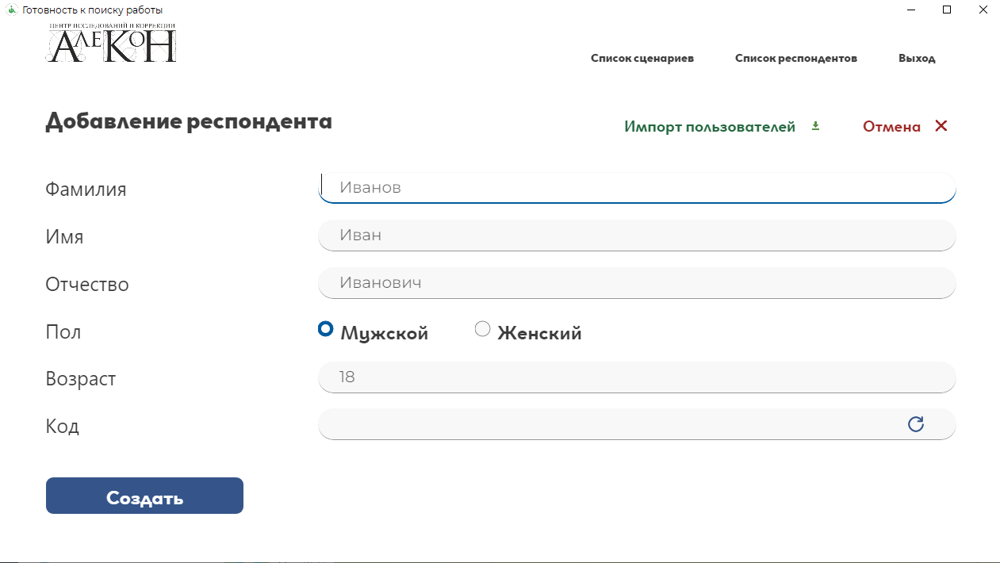 Готовность к поиску работы
ЦЕНТР ИССЛЕДОВАНИЙ И КОРРЕКЦИИ
АЛЕКОН
Список сценариев Список респондентов Выход
Добавление респондента
Импорт пользователей Отмена
Фамилия Иванов
Имя Иван
Отчество Иванович
Пол Мужской Женский
Возраст 18
Код
Создать